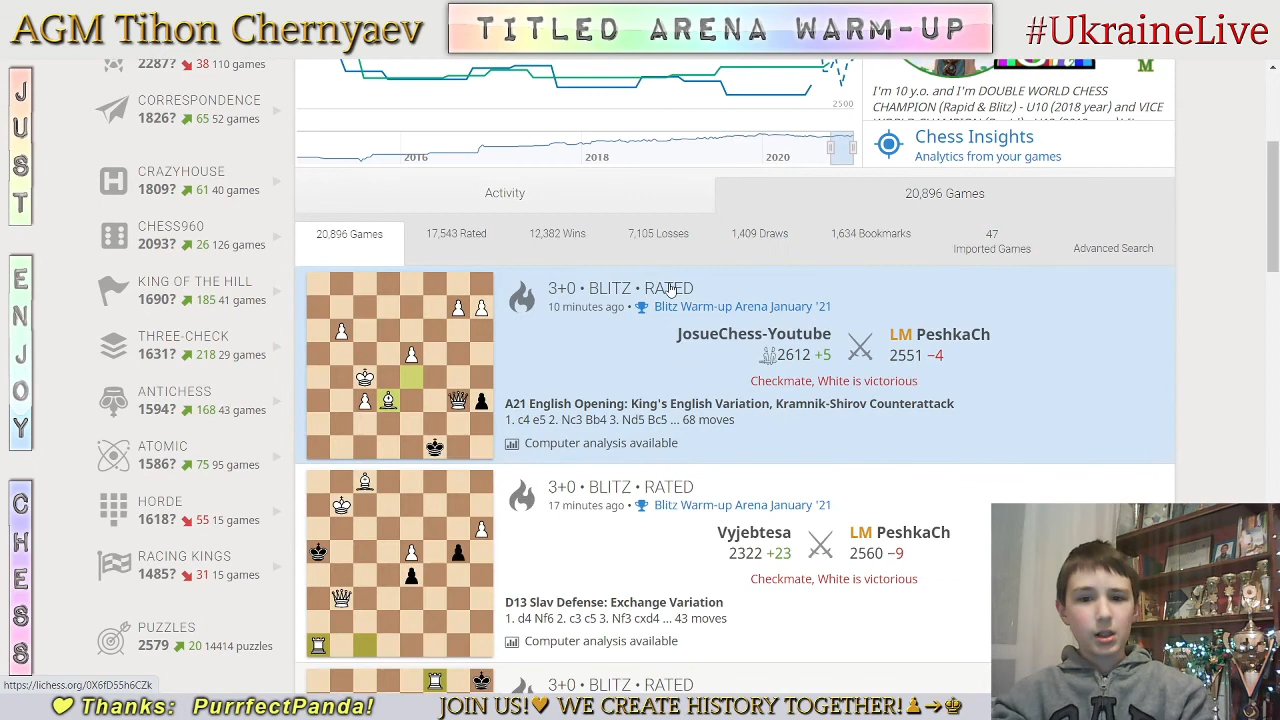 AGM Tihon Chernyaev
TITLED ARENA WARM-UP
#UkraineLive
JUST
ENJOY
CHESS
2287? 38 110 games
CORRESPONDENCE
1826? 65 52 games
CRAZYHOUSE
1809? 61 40 games
CHESS960
2093? 26 126 games
KING OF THE HILL
1690? 185 41 games
THREE-CHECK
1631? 218 29 games
ANTICHESS
1594? 168 43 games
ATOMIC
1586? 75 95 games
HORDE
1618? 55 15 games
RACING KINGS
1485? 31 15 games
PUZZLES
2579 20 14414 puzzles
https://lichess.org/0X6fD55h6CZk
2500
2016 2018 2020
M
I'm 10 y.o. and I'm DOUBLE WORLD CHESS
CHAMPION (Rapid & Blitz) - U10 (2018 year) and VICE
Chess Insights
Analytics from your games
Activity
20,896 Games
20,896 Games
17,543 Rated
12,382 Wins
7,105 Losses
1,409 Draws
1,634 Bookmarks
47
Imported Games
Advanced Search
3+0 • BLITZ • RATED
10 minutes ago • Blitz Warm-up Arena January '21
JosueChess-Youtube LM PeshkaCh
2612 +5 2551 −4
Checkmate, White is victorious
A21 English Opening: King's English Variation, Kramnik-Shirov Counterattack
1. c4 e5 2. Nc3 Bb4 3. Nd5 Bc5 ... 68 moves
Computer analysis available
3+0 • BLITZ • RATED
17 minutes ago • Blitz Warm-up Arena January '21
Vyjebtesa LM PeshkaCh
2322 +23 2560 −9
Checkmate, White is victorious
D13 Slav Defense: Exchange Variation
1. d4 Nf6 2. c3 c5 3. Nf3 cxd4 ... 43 moves
Computer analysis available
3+0 • BLITZ • RATED
Thanks: PurrfectPanda!
JOIN US! WE CREATE HISTORY TOGETHER!